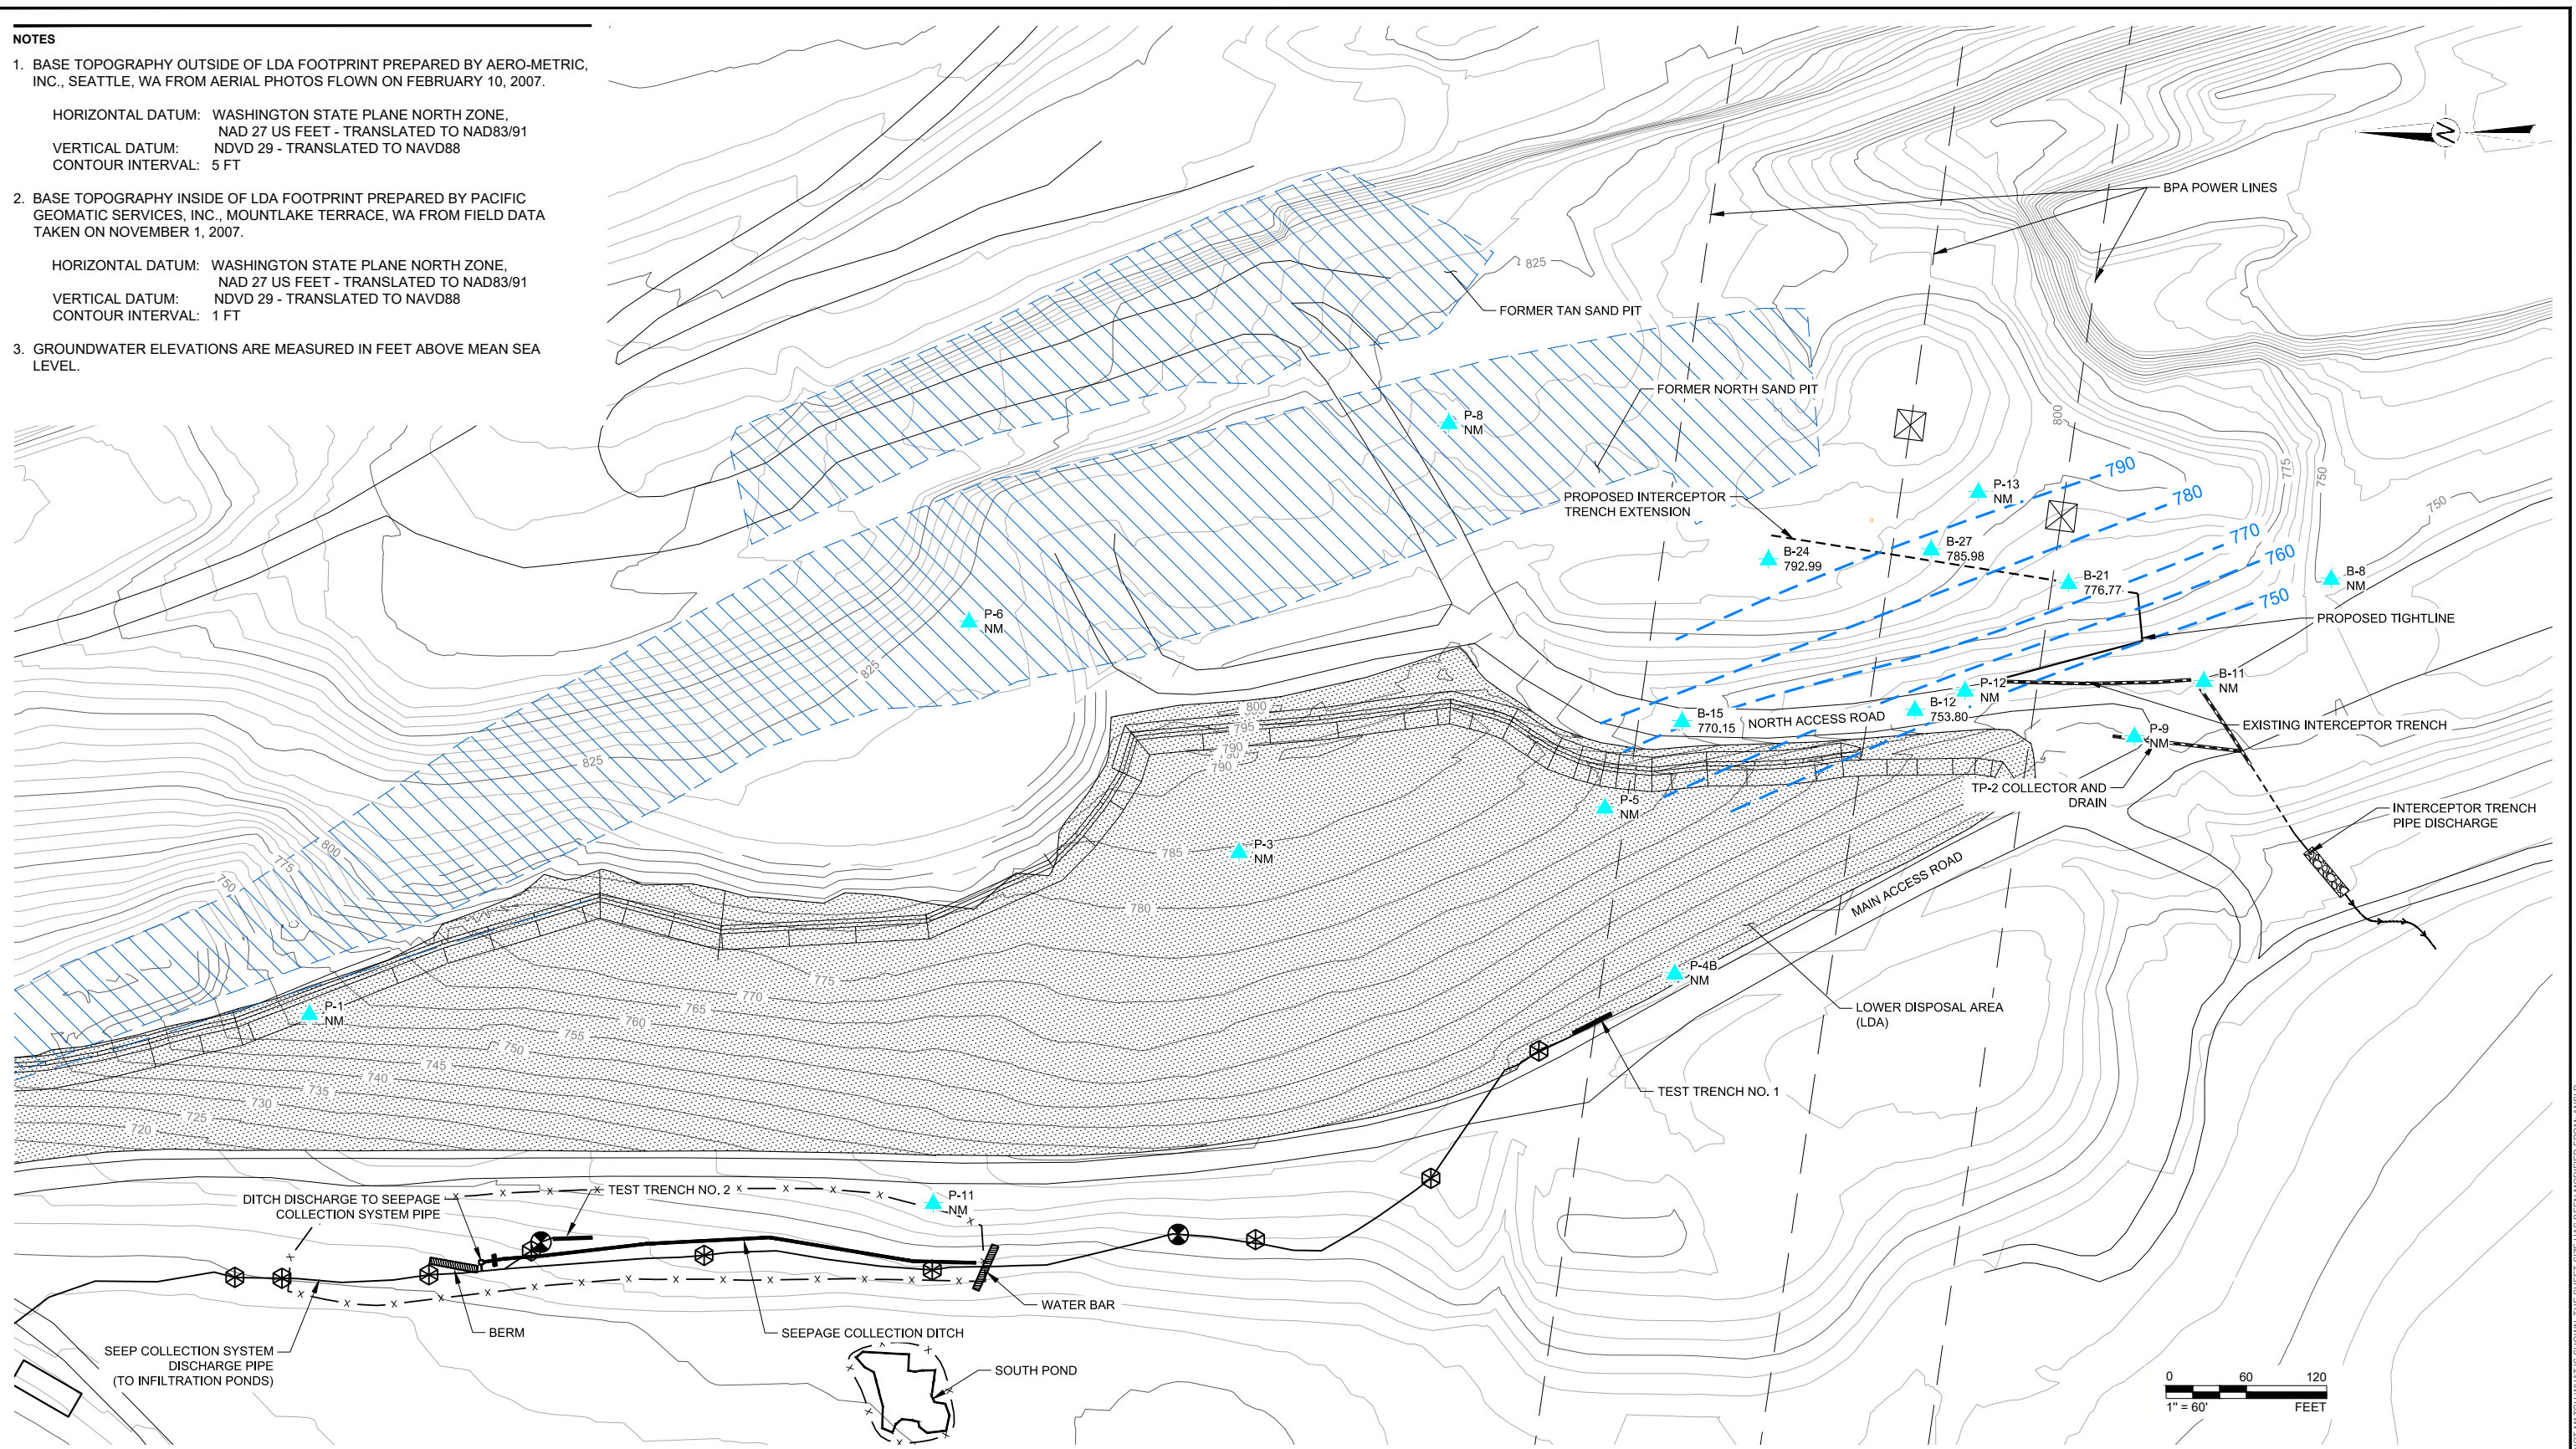 NOTES
1. BASE TOPOGRAPHY OUTSIDE OF LDA FOOTPRINT PREPARED BY AERO-METRIC,
INC., SEATTLE, WA FROM AERIAL PHOTOS FLOWN ON FEBRUARY 10, 2007.
HORIZONTAL DATUM: WASHINGTON STATE PLANE NORTH ZONE,
NAD 27 US FEET - TRANSLATED TO NAD83/91
VERTICAL DATUM: NDVD 29 - TRANSLATED TO NAVD88
CONTOUR INTERVAL: 5 FT
2. BASE TOPOGRAPHY INSIDE OF LDA FOOTPRINT PREPARED BY PACIFIC
GEOMATIC SERVICES, INC., MOUNTLAKE TERRACE, WA FROM FIELD DATA
TAKEN ON NOVEMBER 1, 2007.
HORIZONTAL DATUM: WASHINGTON STATE PLANE NORTH ZONE,
NAD 27 US FEET - TRANSLATED TO NAD83/91
VERTICAL DATUM: NDVD 29 - TRANSLATED TO NAVD88
CONTOUR INTERVAL: 1 FT
3. GROUNDWATER ELEVATIONS ARE MEASURED IN FEET ABOVE MEAN SEA
LEVEL.
N
BPA POWER LINES
825
FORMER TAN SAND PIT
FORMER NORTH SAND PIT
P-8
NM
800
790
775
750
780
750
P-13
NM
PROPOSED INTERCEPTOR
TRENCH EXTENSION
770
760
750
B-24
792.99
B-27
785.98
B-21
776.77
B-8
NM
PROPOSED TIGHTLINE
P-6
NM
825
B-11
NM
P-12
NM
B-12
753.80
B-15
770.15
NORTH ACCESS ROAD
EXISTING INTERCEPTOR TRENCH
P-9
NM
800
795
790
790
790
825
TP-2 COLLECTOR AND
DRAIN
P-5
NM
INTERCEPTOR TRENCH
PIPE DISCHARGE
P-3
NM
785
800
775
750
780
MAIN ACCESS ROAD
775
770
765
760
755
750
745
740
735
730
725
720
P-4B
NM
P-1
NM
LOWER DISPOSAL AREA
(LDA)
TEST TRENCH NO. 1
DITCH DISCHARGE TO SEEPAGE
COLLECTION SYSTEM PIPE
TEST TRENCH NO. 2
P-11
NM
WATER BAR
BERM
SEEPAGE COLLECTION DITCH
SEEP COLLECTION SYSTEM
DISCHARGE PIPE
(TO INFILTRATION PONDS)
SOUTH POND
0 60 120
1" = 60' FEET